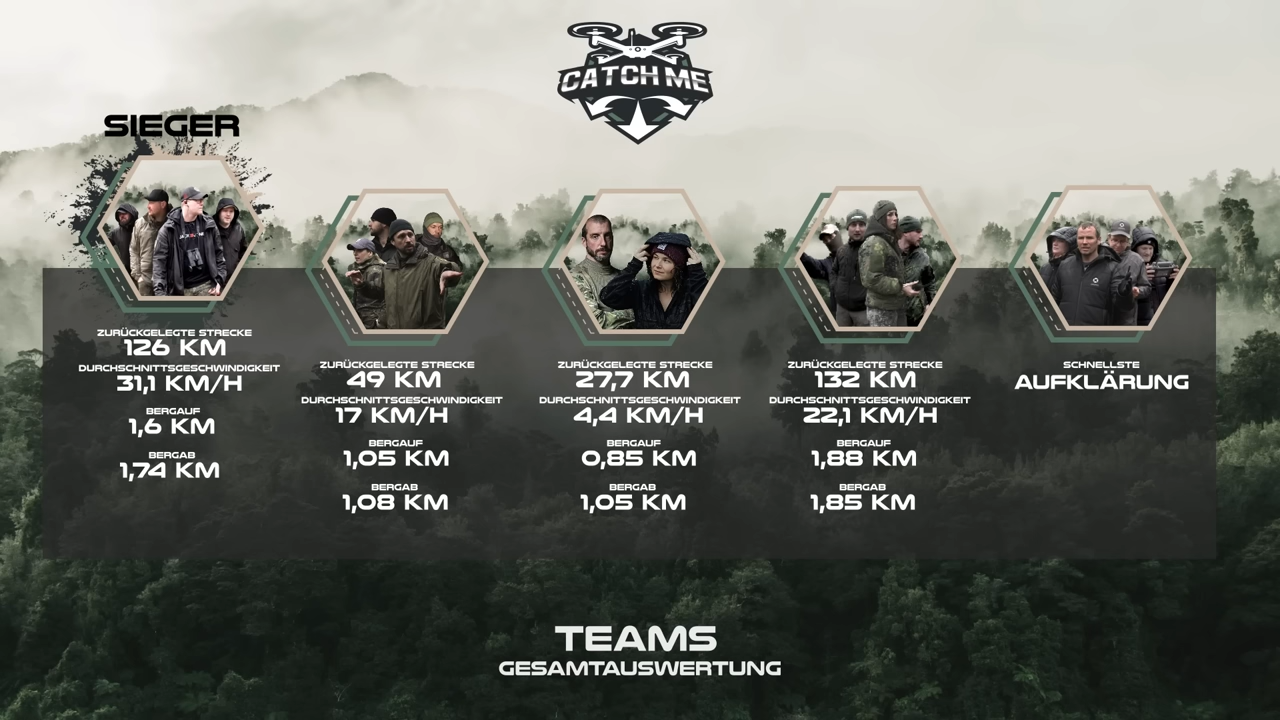 CATCH ME
SIEGER
ZURÜCKGELEGTE STRECKE
126 KM
DURCHSCHNITTSGESCHWINDIGKEIT
31,1 KM/H
BERGAUF
1,6 KM
BERGAB
1,74 KM
ZURÜCKGELEGTE STRECKE
49 KM
DURCHSCHNITTSGESCHWINDIGKEIT
17 KM/H
BERGAUF
1,05 KM
BERGAB
1,08 KM
ZURÜCKGELEGTE STRECKE
27,7 KM
DURCHSCHNITTSGESCHWINDIGKEIT
4,4 KM/H
BERGAUF
0,85 KM
BERGAB
1,05 KM
ZURÜCKGELEGTE STRECKE
132 KM
DURCHSCHNITTSGESCHWINDIGKEIT
22,1 KM/H
BERGAUF
1,88 KM
BERGAB
1,85 KM
SCHNELLSTE
AUFKLÄRUNG
TEAMS
GESAMTAUSWERTUNG